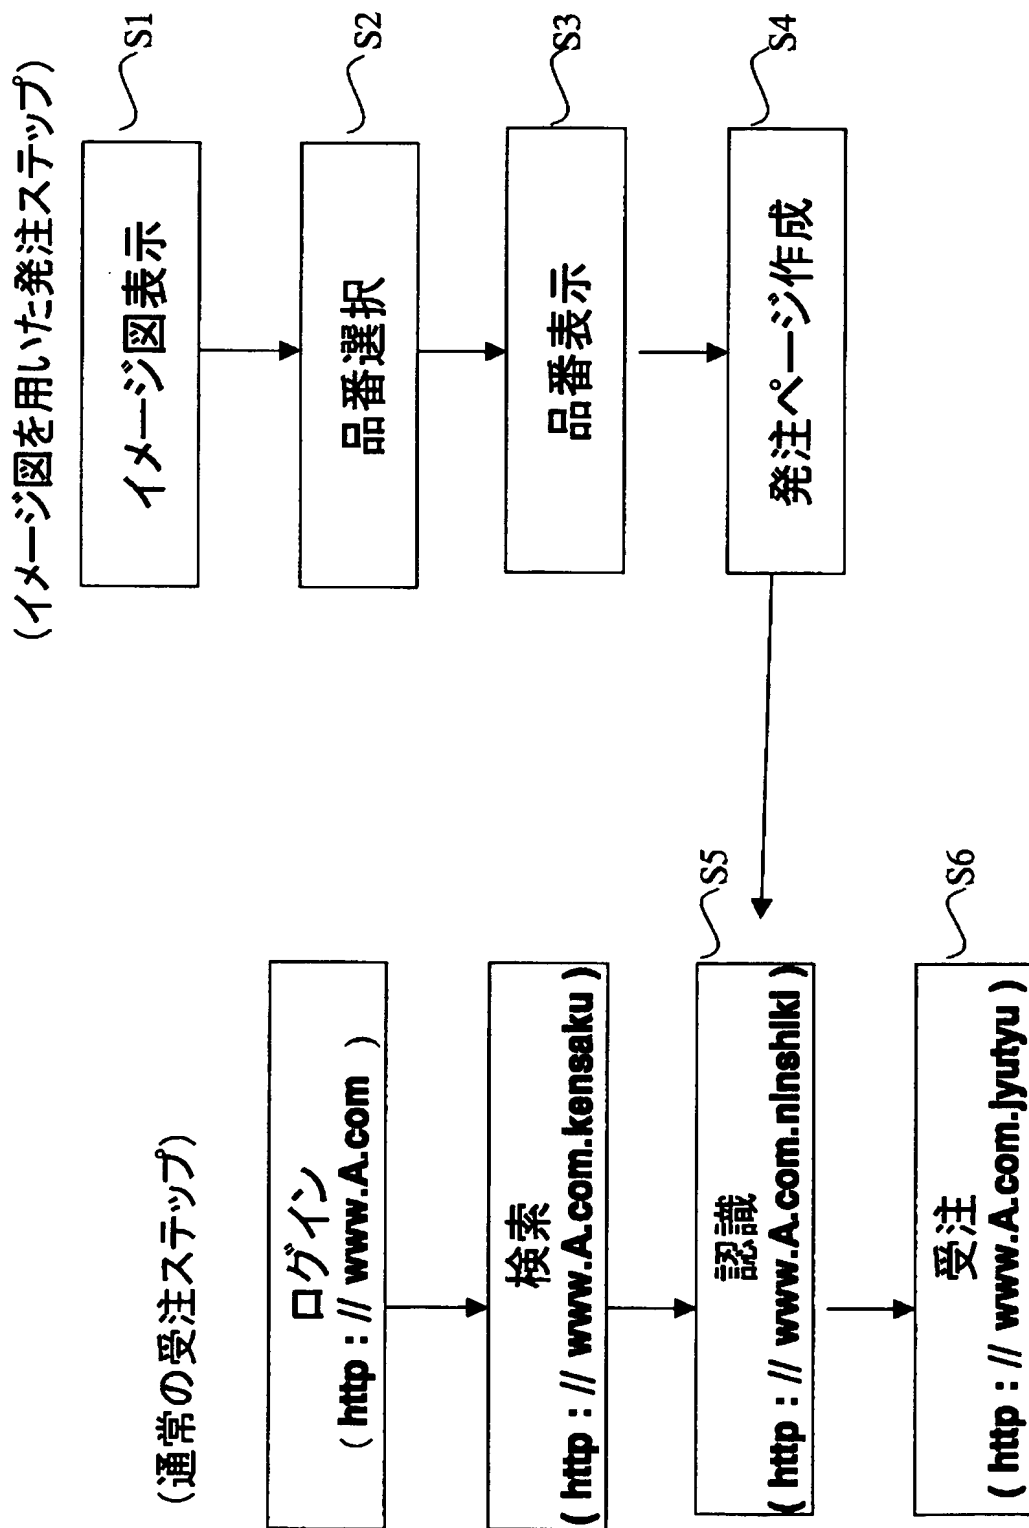 (通常の受注ステップ)
ログイン
( http : // www.A.com )
検索
( http : // www.A.com.kensaku )
認識
( http : // www.A.com.ninshiki )
S5
受注
( http : // www.A.com.jyutyu )
S6
(イメージ図を用いた発注ステップ)
イメージ図表示
S1
品番選択
S2
品番表示
S3
発注ページ作成
S4